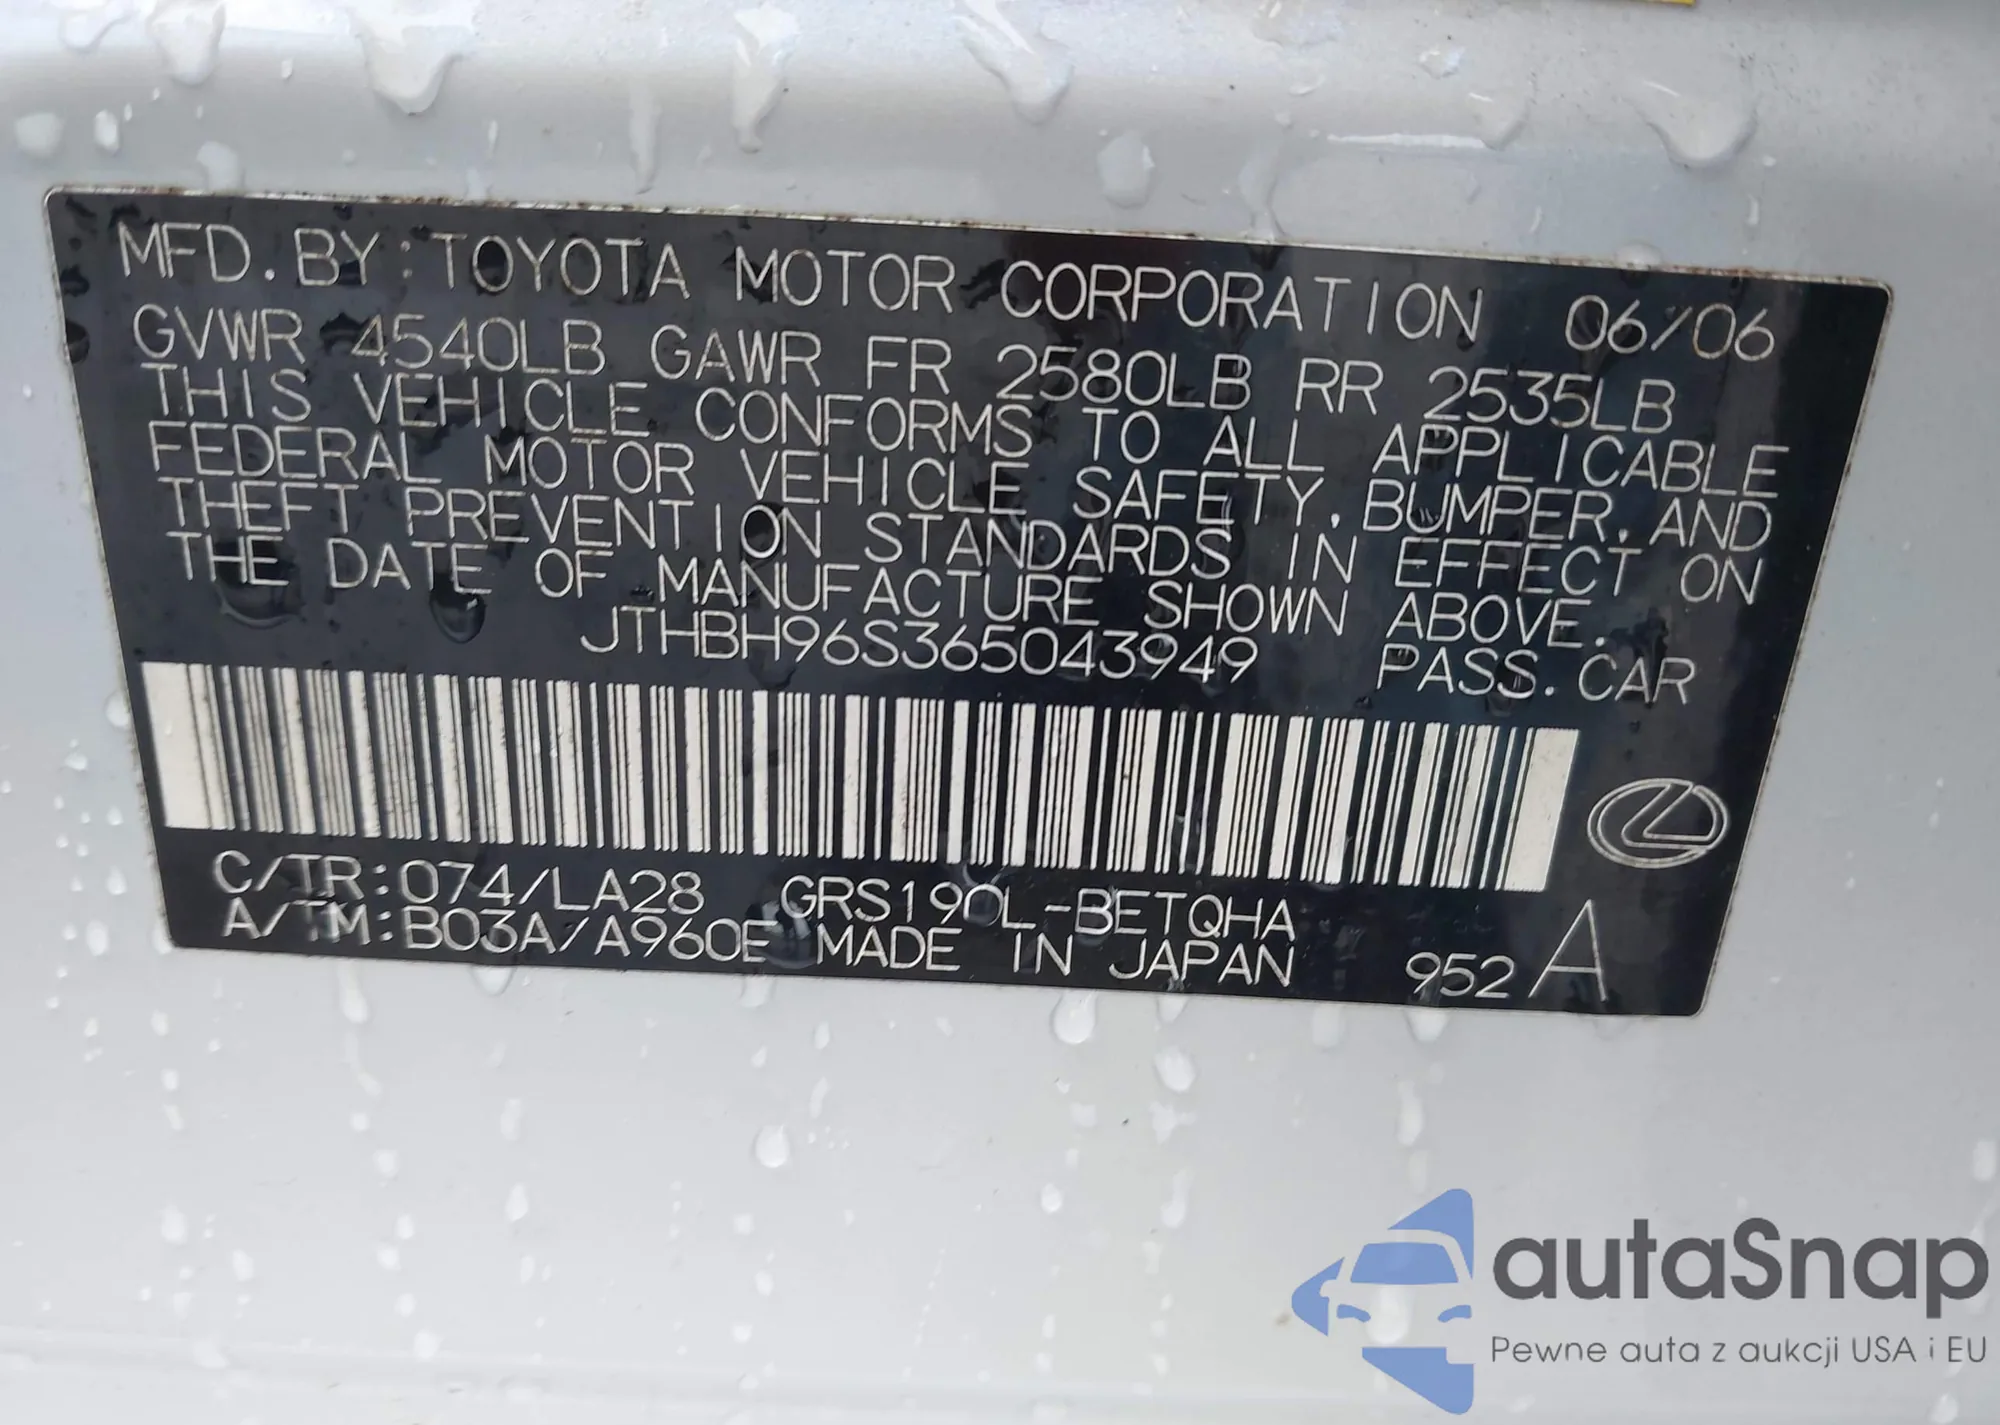 MFD.BY:TOYOTA MOTOR CORPORATION 06/06
GVWR 4540LB GAWR FR 2580LB RR 2535LB
THIS VEHICLE CONFORMS TO ALL APPLICABLE
FEDERAL MOTOR VEHICLE SAFETY,BUMPER,AND
THEFT PREVENTION STANDARDS IN EFFECT ON
THE DATE OF MANUFACTURE SHOWN ABOVE.
JTHBH96S365043949 PASS.CAR
C/TR:074/LA28 GRS190L-BETQHA
A/TM:B03A/A960E MADE IN JAPAN 952 A
autaSnap
Pewne auta z aukcji USA i EU